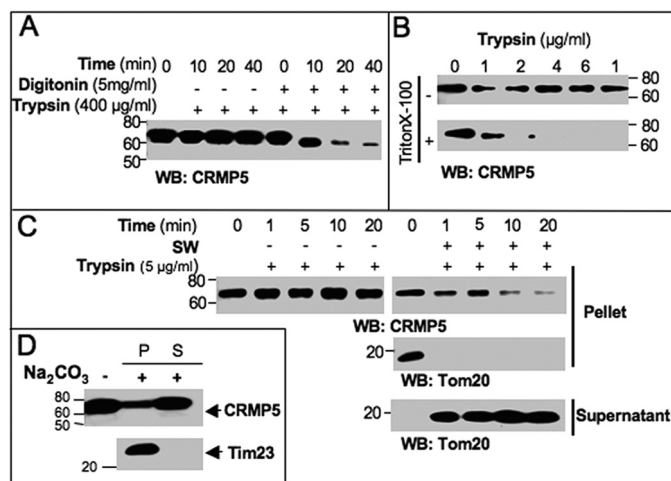 A
Time (min) 0 10 20 40 0 10 20 40
Digitonin (5mg/ml) - - - + + + +
Trypsin (400 µg/ml) + + + + + + +
80
60
50
WB: CRMP5
B
Trypsin (µg/ml)
0 1 2 4 6 1
TritonX-100
-
80
60
+
80
60
WB: CRMP5
C
Time (min) 0 1 5 10 20 0 1 5 10 20
SW - - - - + + + +
Trypsin (5 µg/ml) + + + + + + + +
80
60
WB: CRMP5
Pellet
20
WB: Tom20
20
Supernatant
WB: Tom20
D
P S
Na2CO3 - + +
80
60
50
CRMP5
Tim23
20